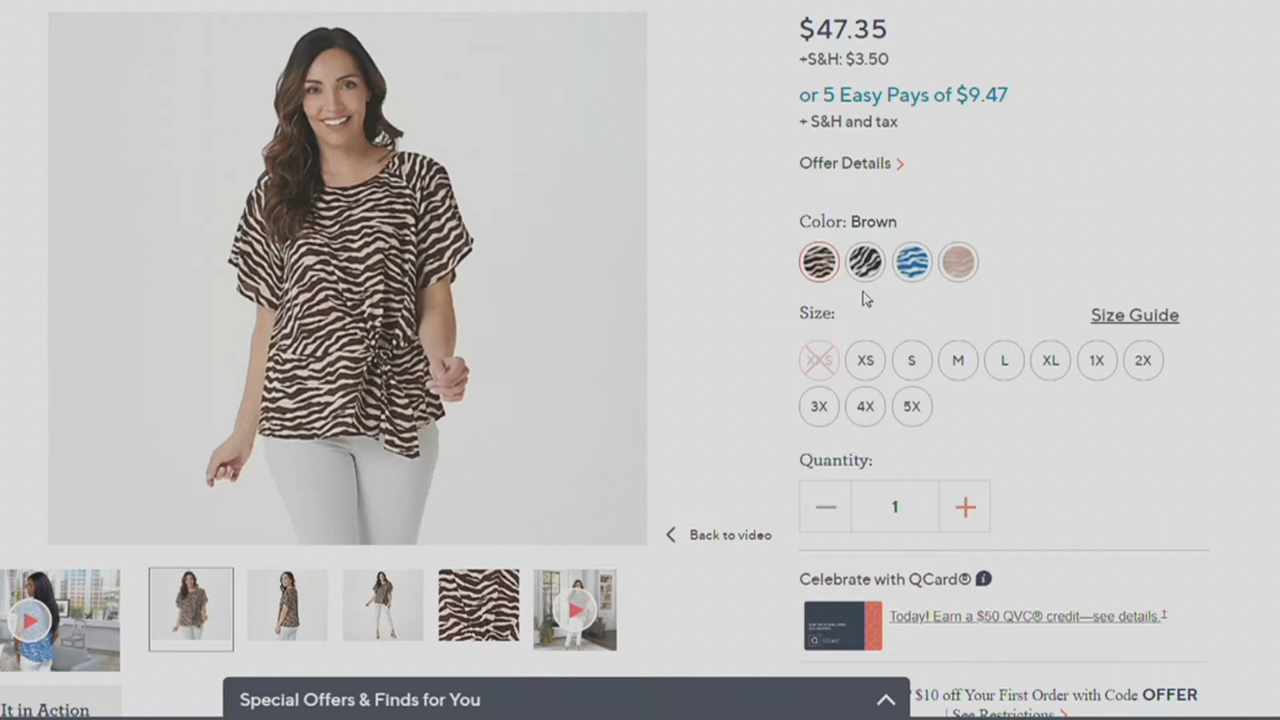 $47.35
+S&H: $3.50
or 5 Easy Pays of $9.47
+ S&H and tax
Offer Details
Color: Brown
Size:
Size Guide
XXS XS S M L XL 1X 2X
3X 4X 5X
Quantity:
1
Back to video
Celebrate with QCard®
Today! Earn a $50 QVC® credit—see details.‡
It in Action
Special Offers & Finds for You
$10 off Your First Order with Code OFFER
See Restrictions